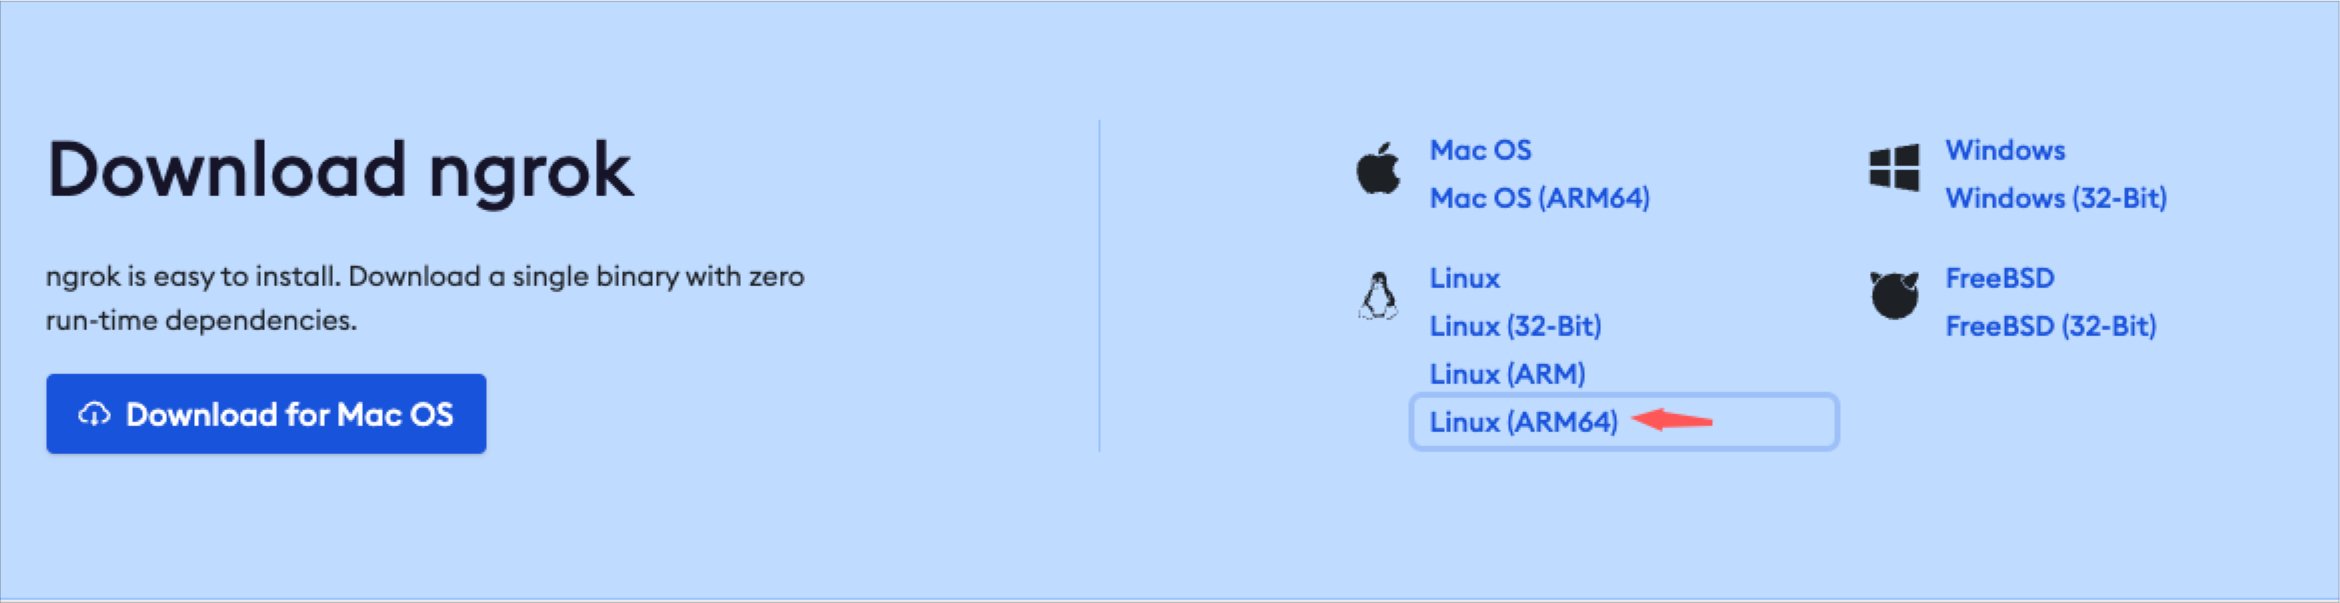 Download ngrok
ngrok is easy to install. Download a single binary with zero
run-time dependencies.
Download for Mac OS
Mac OS
Mac OS (ARM64)
Linux
Linux (32-Bit)
Linux (ARM)
Linux (ARM64)
Windows
Windows (32-Bit)
FreeBSD
FreeBSD (32-Bit)